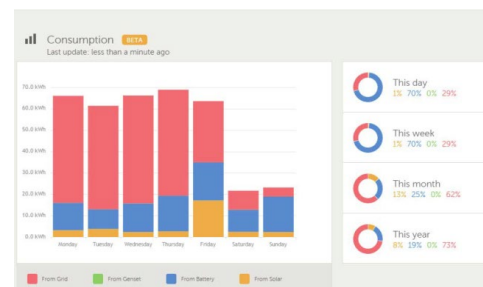 Consumption BETA
Last update: less than a minute ago
70.0 kWh
60.0 kWh
50.0 kWh
40.0 kWh
30.0 kWh
20.0 kWh
10.0 kWh
0.0 kWh
Monday Tuesday Wednesday Thursday Friday Saturday Sunday
From Grid From Genset From Battery From Solar
This day
1% 70% 0% 29%
This week
1% 70% 0% 29%
This month
13% 25% 0% 62%
This year
8% 19% 0% 73%